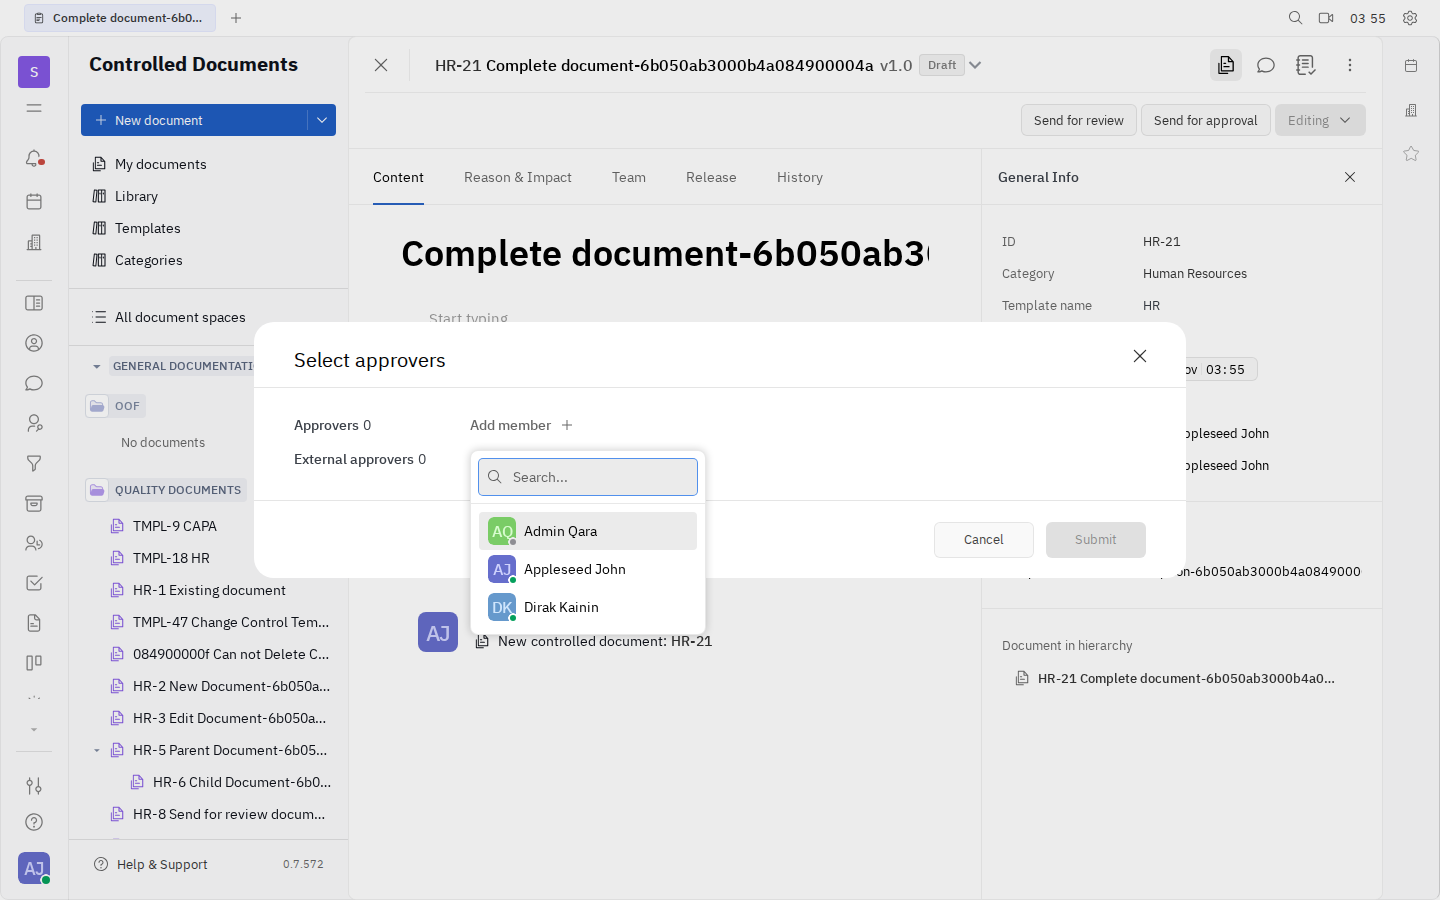 Complete document-6b0...
03 55
S
Controlled Documents
New document
My documents
Library
Templates
Categories
All document spaces
GENERAL DOCUMENTATI
OOF
No documents
QUALITY DOCUMENTS
TMPL-9 CAPA
TMPL-18 HR
HR-1 Existing document
TMPL-47 Change Control Tem...
084900000f Can not Delete C...
HR-2 New Document-6b050a...
HR-3 Edit Document-6b050a...
HR-5 Parent Document-6b05...
HR-6 Child Document-6b0...
HR-8 Send for review docum...
Help & Support
0.7.572
AJ
HR-21 Complete document-6b050ab3000b4a084900004a v1.0 Draft
Send for review
Send for approval
Editing
Content
Reason & Impact
Team
Release
History
Complete document-6b050ab3
Start typing
General Info
ID
HR-21
Category
Human Resources
Template name
HR
ov 03:55
ppleseed John
ppleseed John
on-6b050ab3000b4a0849000
Document in hierarchy
HR-21 Complete document-6b050ab3000b4a0...
Select approvers
Approvers 0
Add member
External approvers 0
Search...
AQ Admin Qara
AJ Appleseed John
DK Dirak Kainin
Cancel
Submit
AJ
New controlled document: HR-21